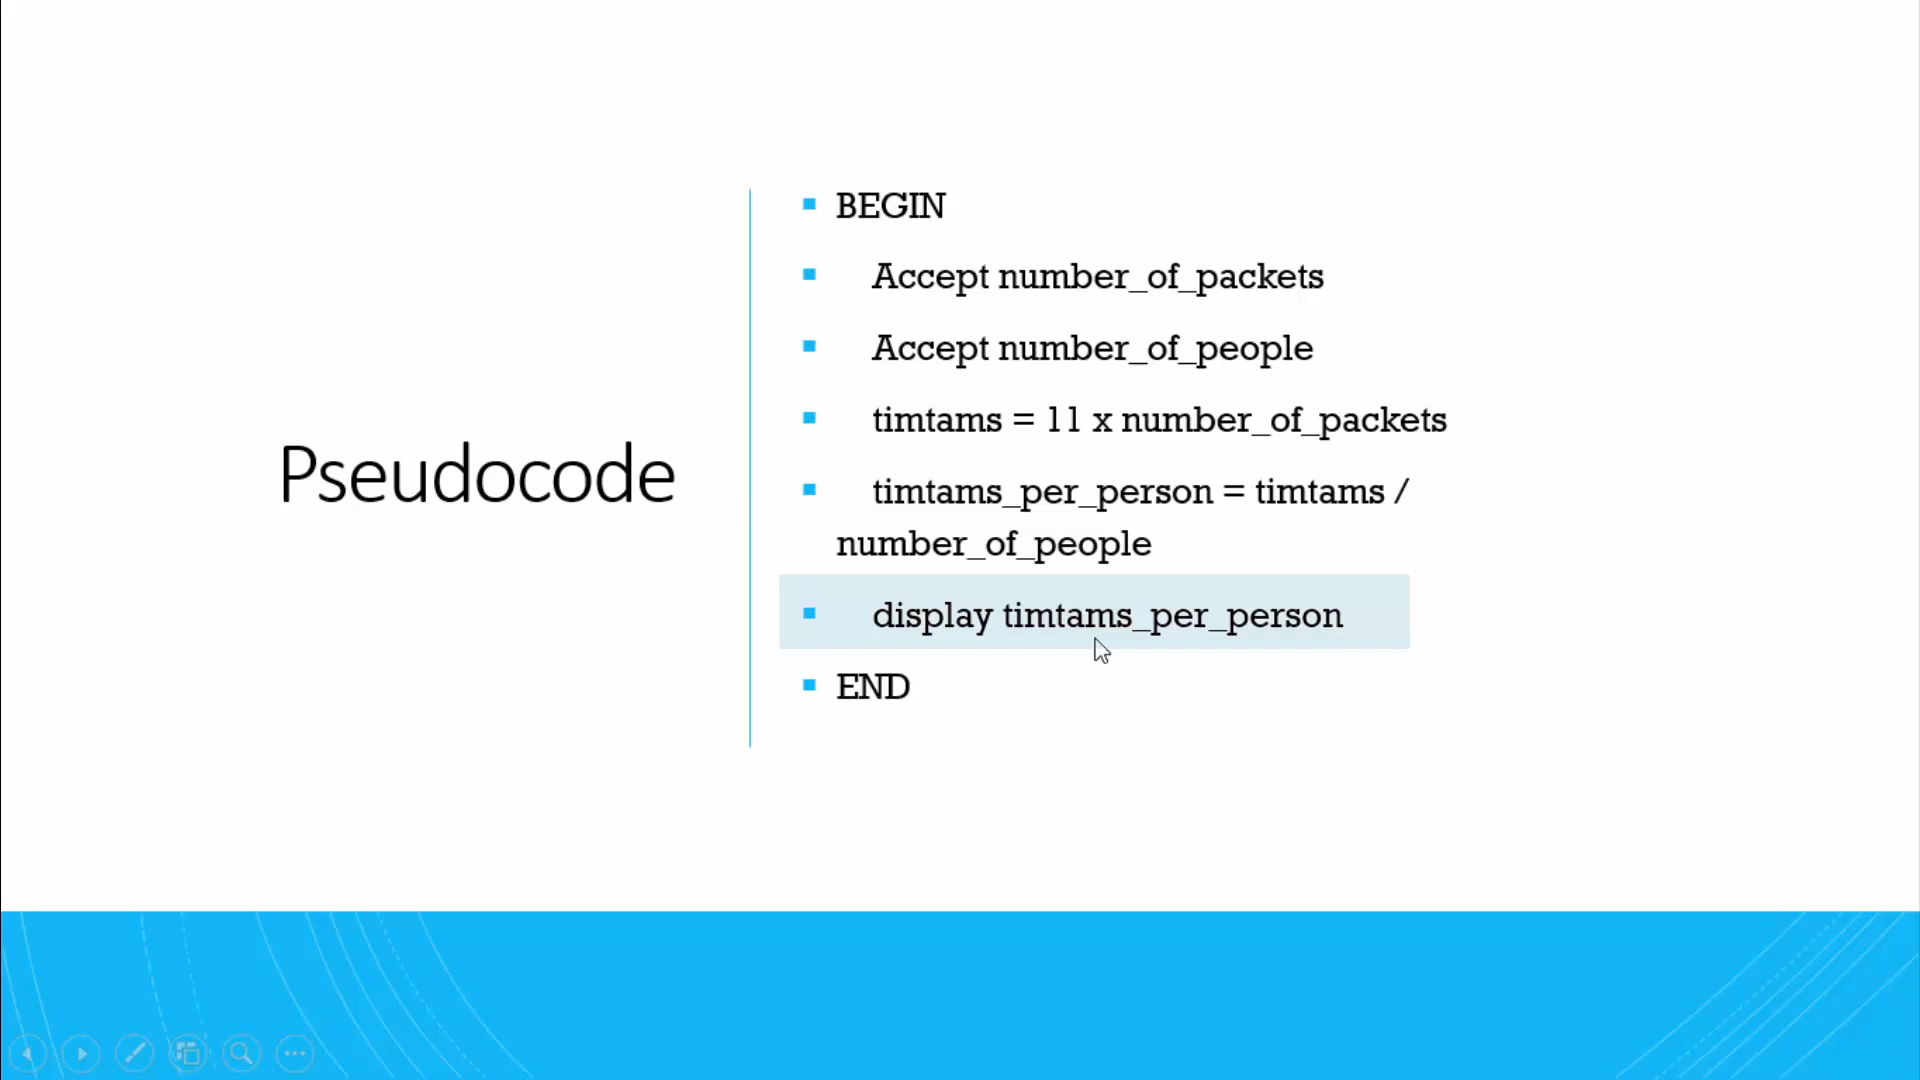 Pseudocode
BEGIN
Accept number_of_packets
Accept number_of_people
timtams = 11 x number_of_packets
timtams_per_person = timtams /
number_of_people
display timtams_per_person
END